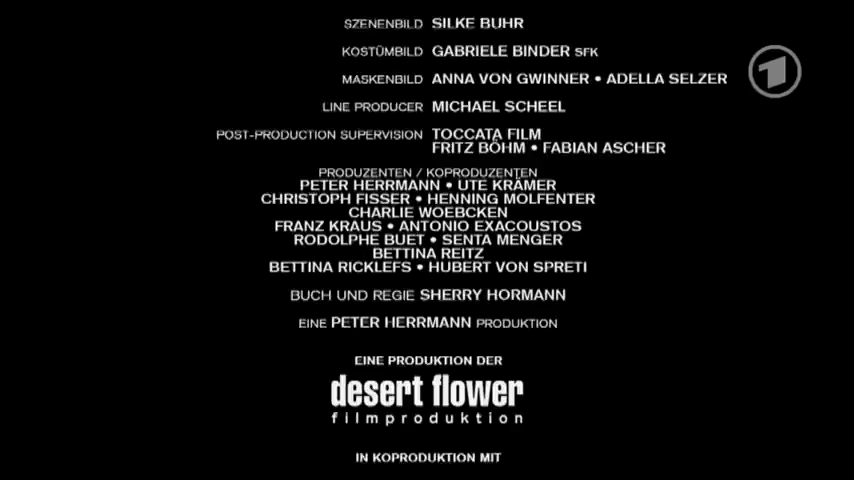 SZENENBILD SILKE BUHR
KOSTÜMBILD GABRIELE BINDER SFK
MASKENBILD ANNA VON GWINNER • ADELLA SELZER
LINE PRODUCER MICHAEL SCHEEL
POST-PRODUCTION SUPERVISION TOCCATA FILM
FRITZ BÖHM • FABIAN ASCHER
PRODUZENTEN / KOPRODUZENTEN
PETER HERRMANN • UTE KRÄMER
CHRISTOPH FISSER • HENNING MOLFENTER
CHARLIE WOEBCKEN
FRANZ KRAUS • ANTONIO EXACOUSTOS
RODOLPHE BUET • SENTA MENGER
BETTINA REITZ
BETTINA RICKLEFS • HUBERT VON SPRETI
BUCH UND REGIE SHERRY HORMANN
EINE PETER HERRMANN PRODUKTION
EINE PRODUKTION DER
desert flower
filmproduktion
IN KOPRODUKTION MIT
1